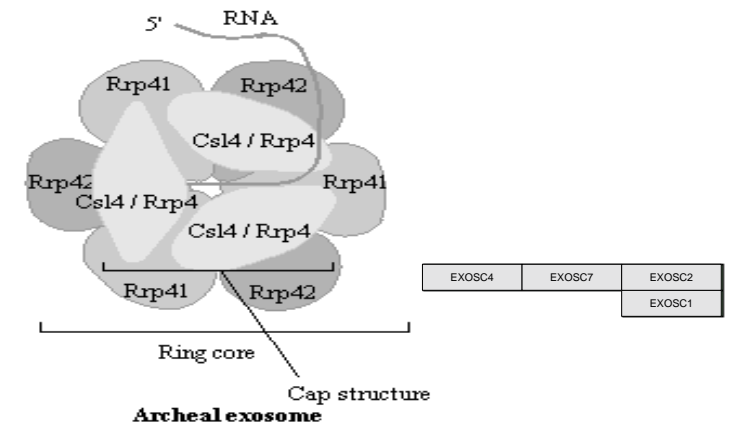 5' RNA
Rrp41 Rrp42
Csl4 / Rrp4
Rrp42 Rrp41
Csl4 / Rrp4
Csl4 / Rrp4
EXOSC4 EXOSC7 EXOSC2
Rrp41 Rrp42
EXOSC1
Ring core
Cap structure
Archeal exosome